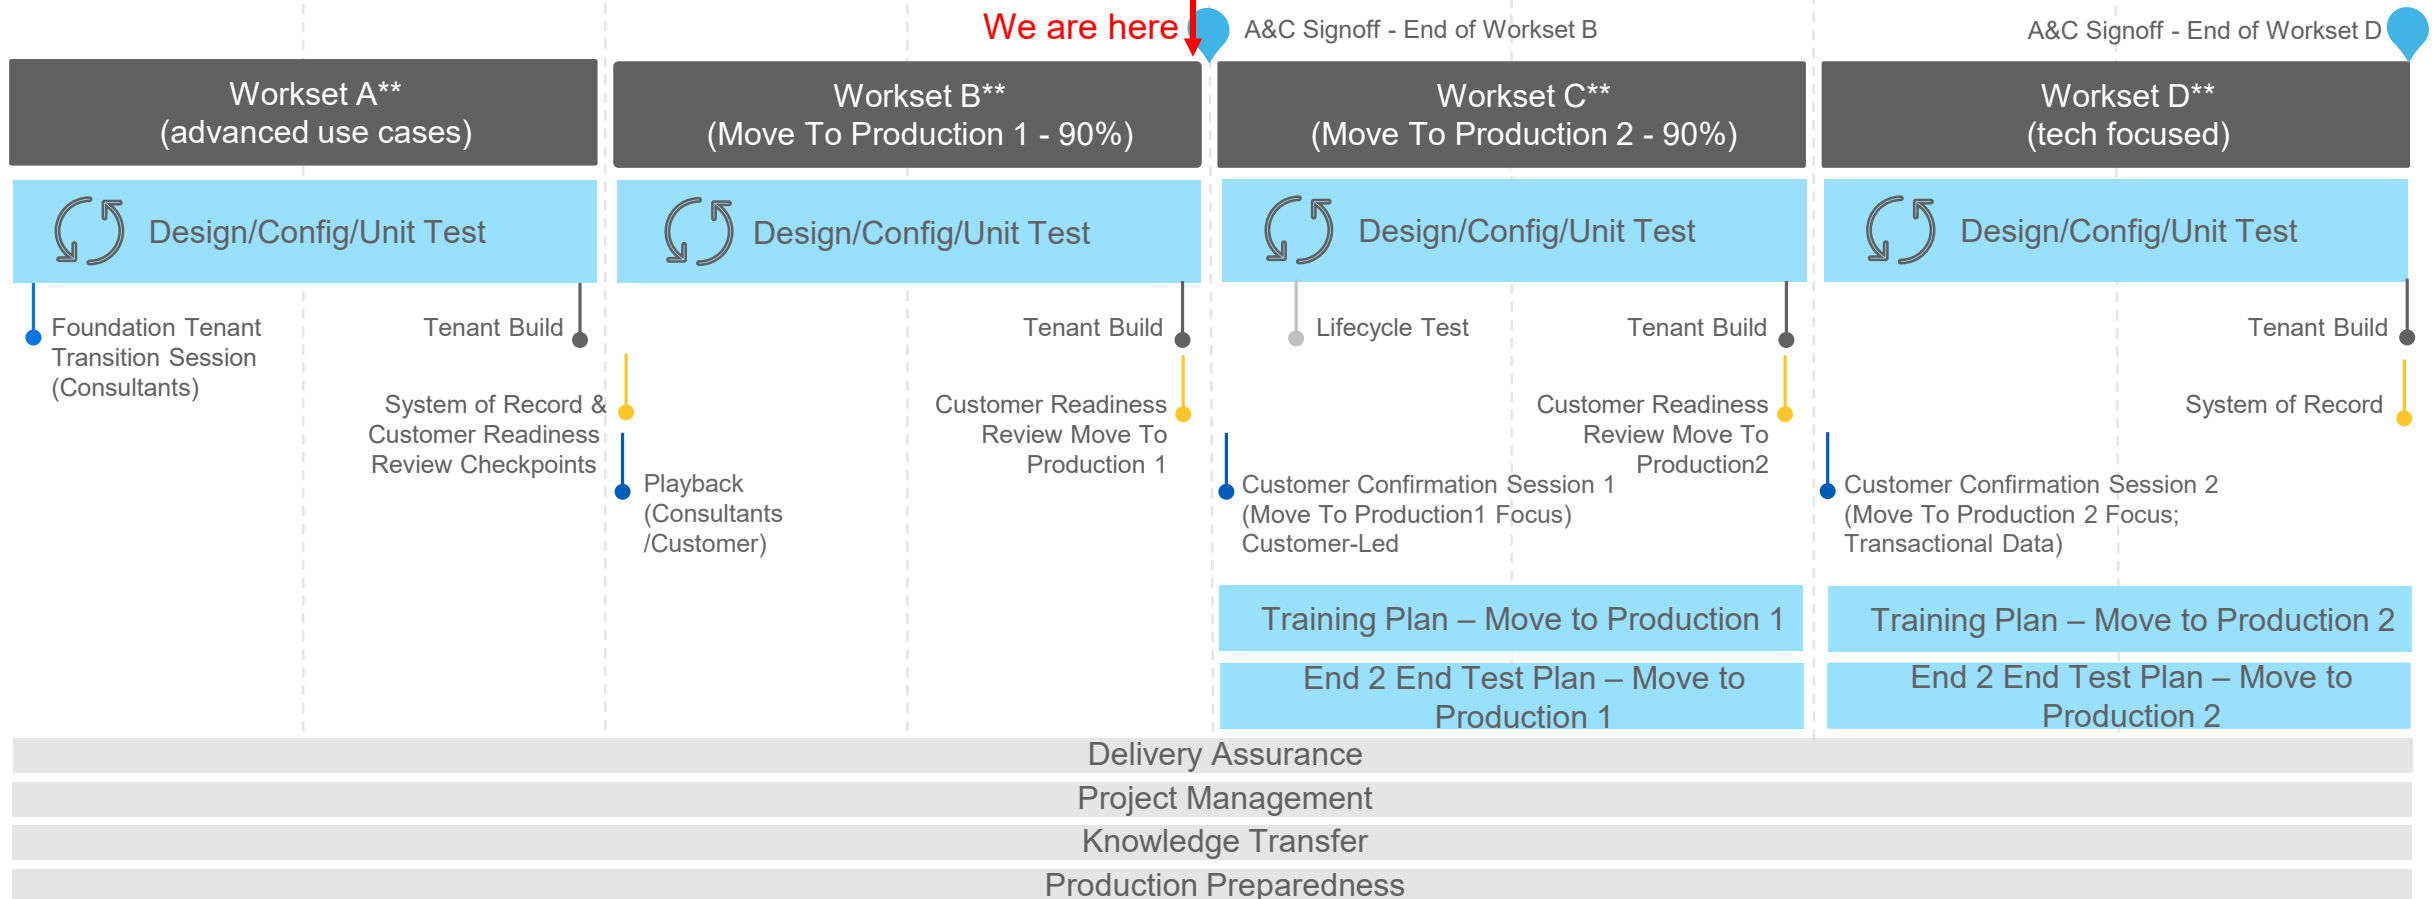 We are here
A&C Signoff - End of Workset B
A&C Signoff - End of Workset D
Workset A**
(advanced use cases)
Workset B**
(Move To Production 1 - 90%)
Workset C**
(Move To Production 2 - 90%)
Workset D**
(tech focused)
Design/Config/Unit Test
Design/Config/Unit Test
Design/Config/Unit Test
Design/Config/Unit Test
Foundation Tenant
Transition Session
(Consultants)
Tenant Build
System of Record &
Customer Readiness
Review Checkpoints
Playback
(Consultants
/Customer)
Tenant Build
Customer Readiness
Review Move To
Production 1
Lifecycle Test
Tenant Build
Customer Readiness
Review Move To
Production2
Customer Confirmation Session 1
(Move To Production1 Focus)
Customer-Led
Tenant Build
System of Record
Customer Confirmation Session 2
(Move To Production 2 Focus;
Transactional Data)
Training Plan – Move to Production 1
Training Plan – Move to Production 2
End 2 End Test Plan – Move to
Production 1
End 2 End Test Plan – Move to
Production 2
Delivery Assurance
Project Management
Knowledge Transfer
Production Preparedness